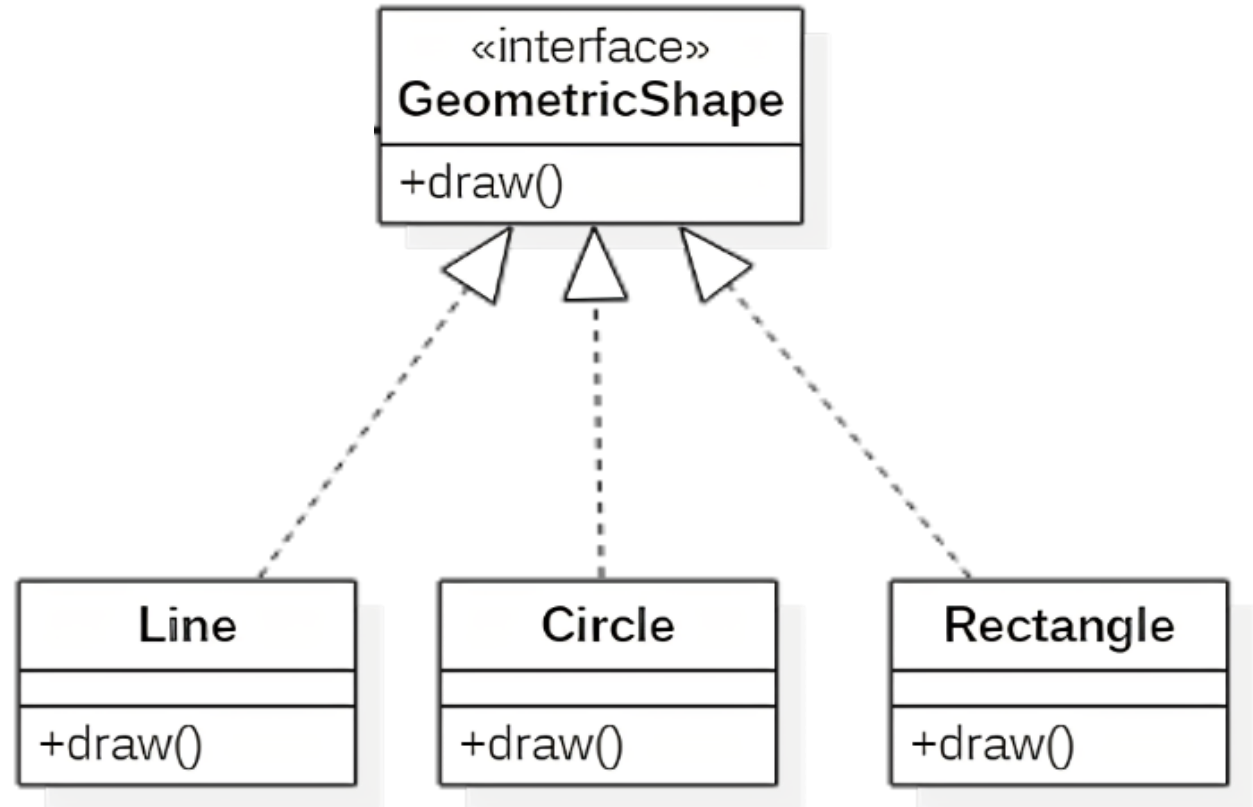 «interface»
GeometricShape
+draw()
Line
+draw()
Circle
+draw()
Rectangle
+draw()